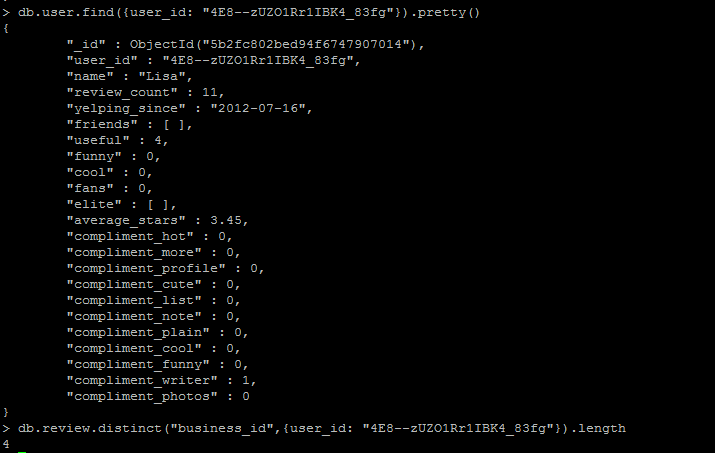 > db.user.find({user_id: "4E8--zUZO1Rr1IBK4_83fg"}).pretty()
{
        "_id" : ObjectId("5b2fc802bed94f6747907014"),
        "user_id" : "4E8--zUZO1Rr1IBK4_83fg",
        "name" : "Lisa",
        "review_count" : 11,
        "yelping_since" : "2012-07-16",
        "friends" : [ ],
        "useful" : 4,
        "funny" : 0,
        "cool" : 0,
        "fans" : 0,
        "elite" : [ ],
        "average_stars" : 3.45,
        "compliment_hot" : 0,
        "compliment_more" : 0,
        "compliment_profile" : 0,
        "compliment_cute" : 0,
        "compliment_list" : 0,
        "compliment_note" : 0,
        "compliment_plain" : 0,
        "compliment_cool" : 0,
        "compliment_funny" : 0,
        "compliment_writer" : 1,
        "compliment_photos" : 0
}
> db.review.distinct("business_id",{user_id: "4E8--zUZO1Rr1IBK4_83fg"}).length
4